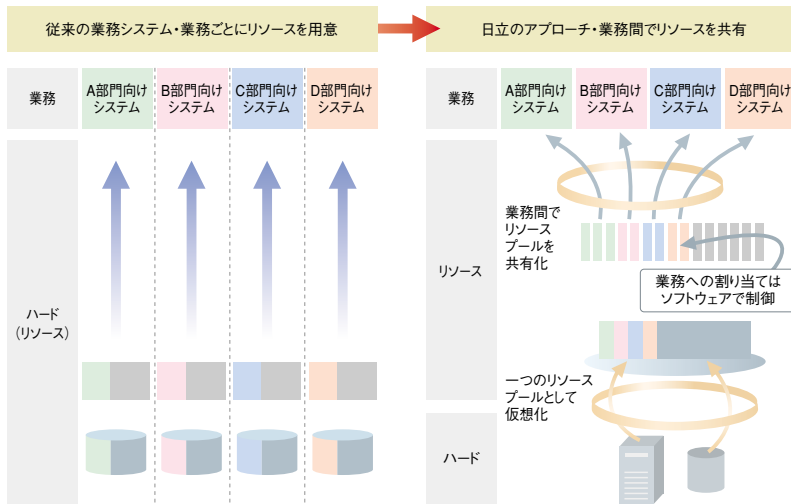 従来の業務システム・業務ごとにリソースを用意
業務
A部門向け
システム
B部門向け
システム
C部門向け
システム
D部門向け
システム
ハード
(リソース)
日立のアプローチ・業務間でリソースを共有
業務
A部門向け
システム
B部門向け
システム
C部門向け
システム
D部門向け
システム
リソース
業務間で
リソース
プールを
共有化
業務への割り当ては
ソフトウェアで制御
一つのリソース
プールとして
仮想化
ハード